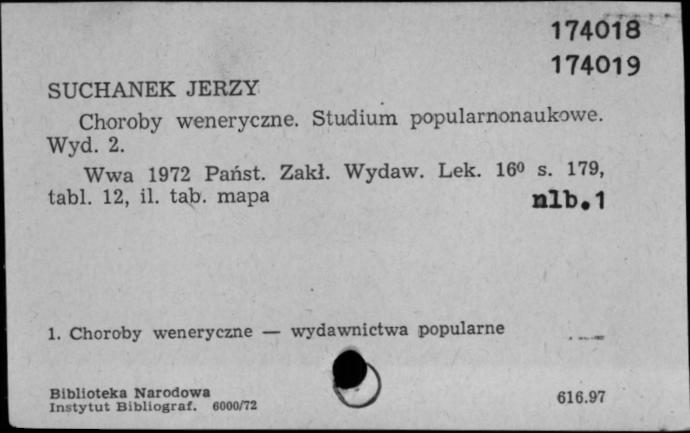 174018
174019
SUCHANEK JERZY
Choroby weneryczne. Studium popularnonaukowe.
Wyd. 2.
Wwa 1972 Państ. Zakł. Wydaw. Lek. 16⁰ s. 179,
tabl. 12, il. tab. mapa
nlb.1
1. Choroby weneryczne — wydawnictwa popularne
Biblioteka Narodowa
Instytut Bibliograf. 6000/72
616.97